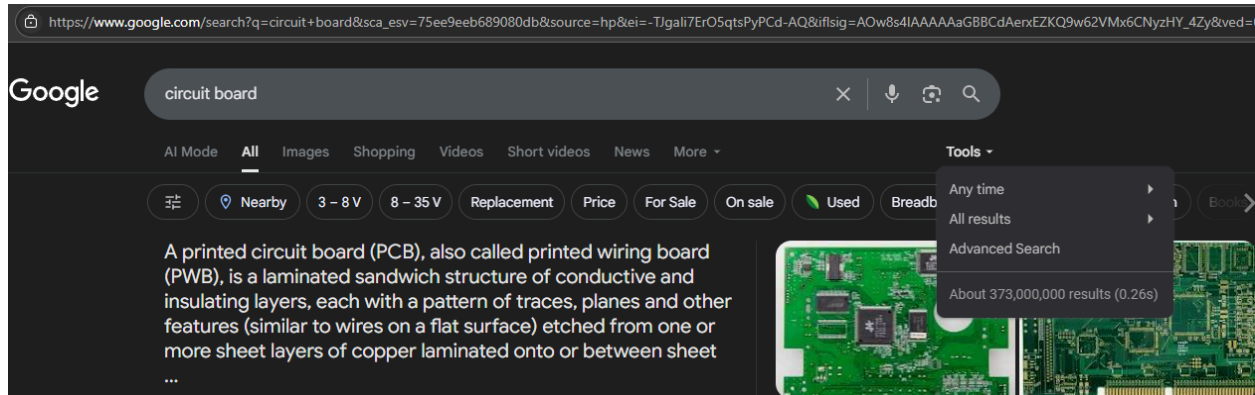 https://www.google.com/search?q=circuit+board&sca_esv=75ee9eeb689080db&source=hp&ei=-TJgali7ErO5qtsPyPCd-AQ&iflsig=AOw8s4IAAAAAaGBBCdAerxEZKQ9w62VMx6CNyzHY_4Zy&ved=
Google
circuit board
AI Mode All Images Shopping Videos Short videos News More Tools
Nearby 3 – 8 V 8 – 35 V Replacement Price For Sale On sale Used Breadb Books
Any time
All results
Advanced Search
About 373,000,000 results (0.26s)
A printed circuit board (PCB), also called printed wiring board
(PWB), is a laminated sandwich structure of conductive and
insulating layers, each with a pattern of traces, planes and other
features (similar to wires on a flat surface) etched from one or
more sheet layers of copper laminated onto or between sheet
...